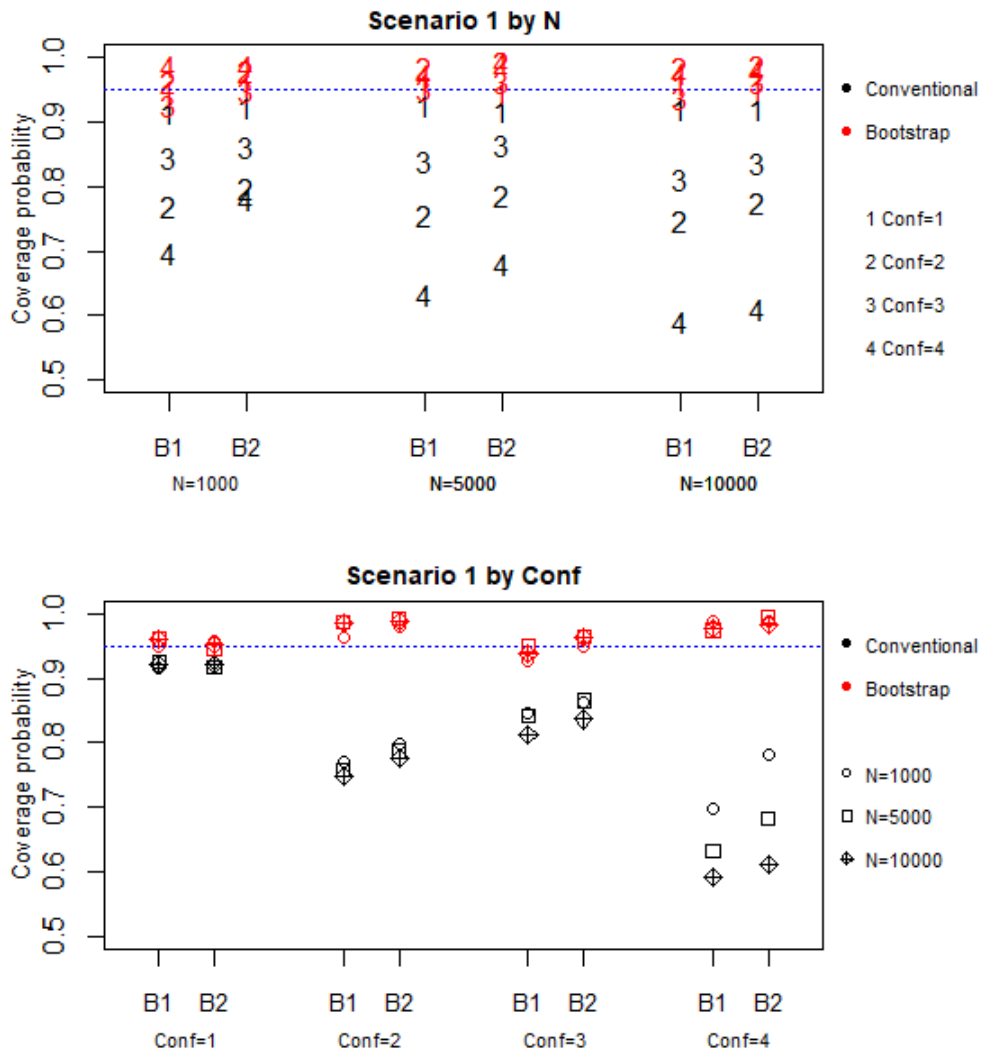 Scenario 1 by N
Coverage probability
1.0
0.9
0.8
0.7
0.6
0.5
B1 B2 B1 B2 B1 B2
N=1000 N=5000 N=10000
Conventional
Bootstrap
1 Conf=1
2 Conf=2
3 Conf=3
4 Conf=4
Scenario 1 by Conf
Coverage probability
1.0
0.9
0.8
0.7
0.6
0.5
B1 B2 B1 B2 B1 B2 B1 B2
Conf=1 Conf=2 Conf=3 Conf=4
Conventional
Bootstrap
N=1000
N=5000
N=10000